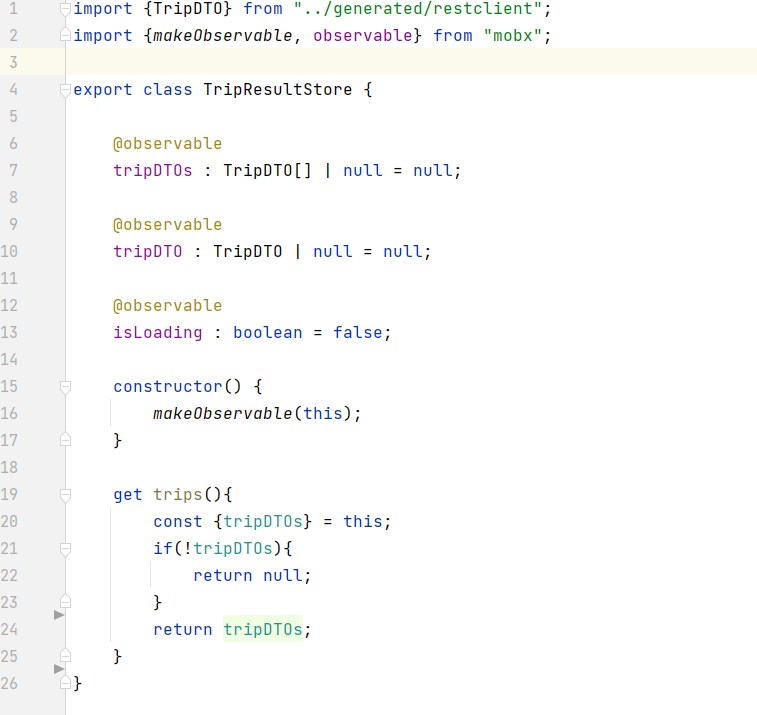 1 import {TripDTO} from "../generated/restclient";
2 import {makeObservable, observable} from "mobx";
3
4 export class TripResultStore {
5
6     @observable
7     tripDTOs : TripDTO[] | null = null;
8
9     @observable
10     tripDTO : TripDTO | null = null;
11
12     @observable
13     isLoading : boolean = false;
14
15     constructor() {
16         makeObservable(this);
17     }
18
19     get trips(){
20         const {tripDTOs} = this;
21         if(!tripDTOs){
22             return null;
23         }
24         return tripDTOs;
25     }
26 }